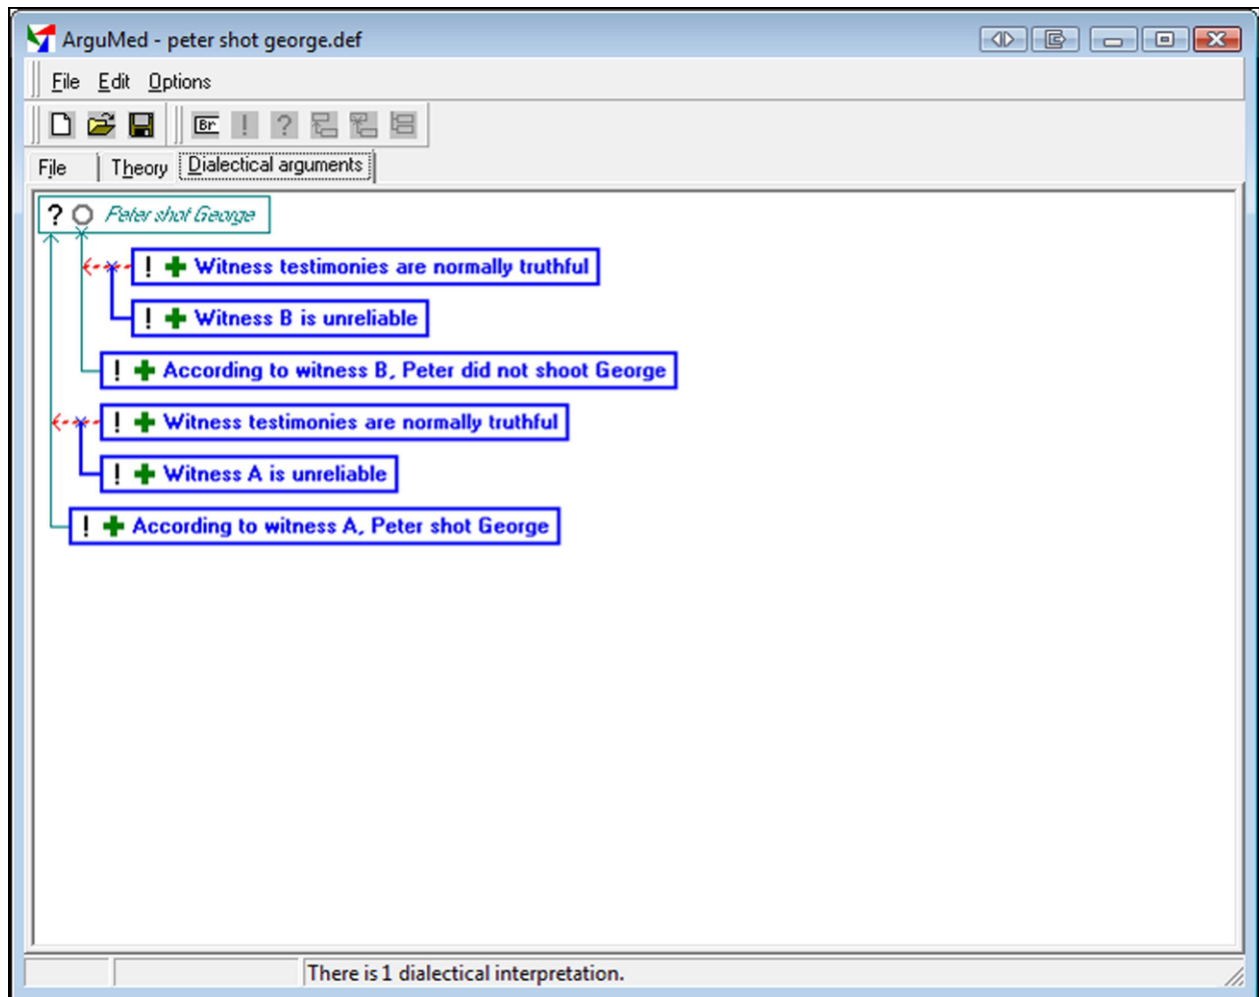 ArguMed - peter shot george.def
File Edit Options
Br ! ?
File Theory Dialectical arguments
? Peter shot George
! Witness testimonies are normally truthful
! Witness B is unreliable
! According to witness B, Peter did not shoot George
! Witness testimonies are normally truthful
! Witness A is unreliable
! According to witness A, Peter shot George
There is 1 dialectical interpretation.